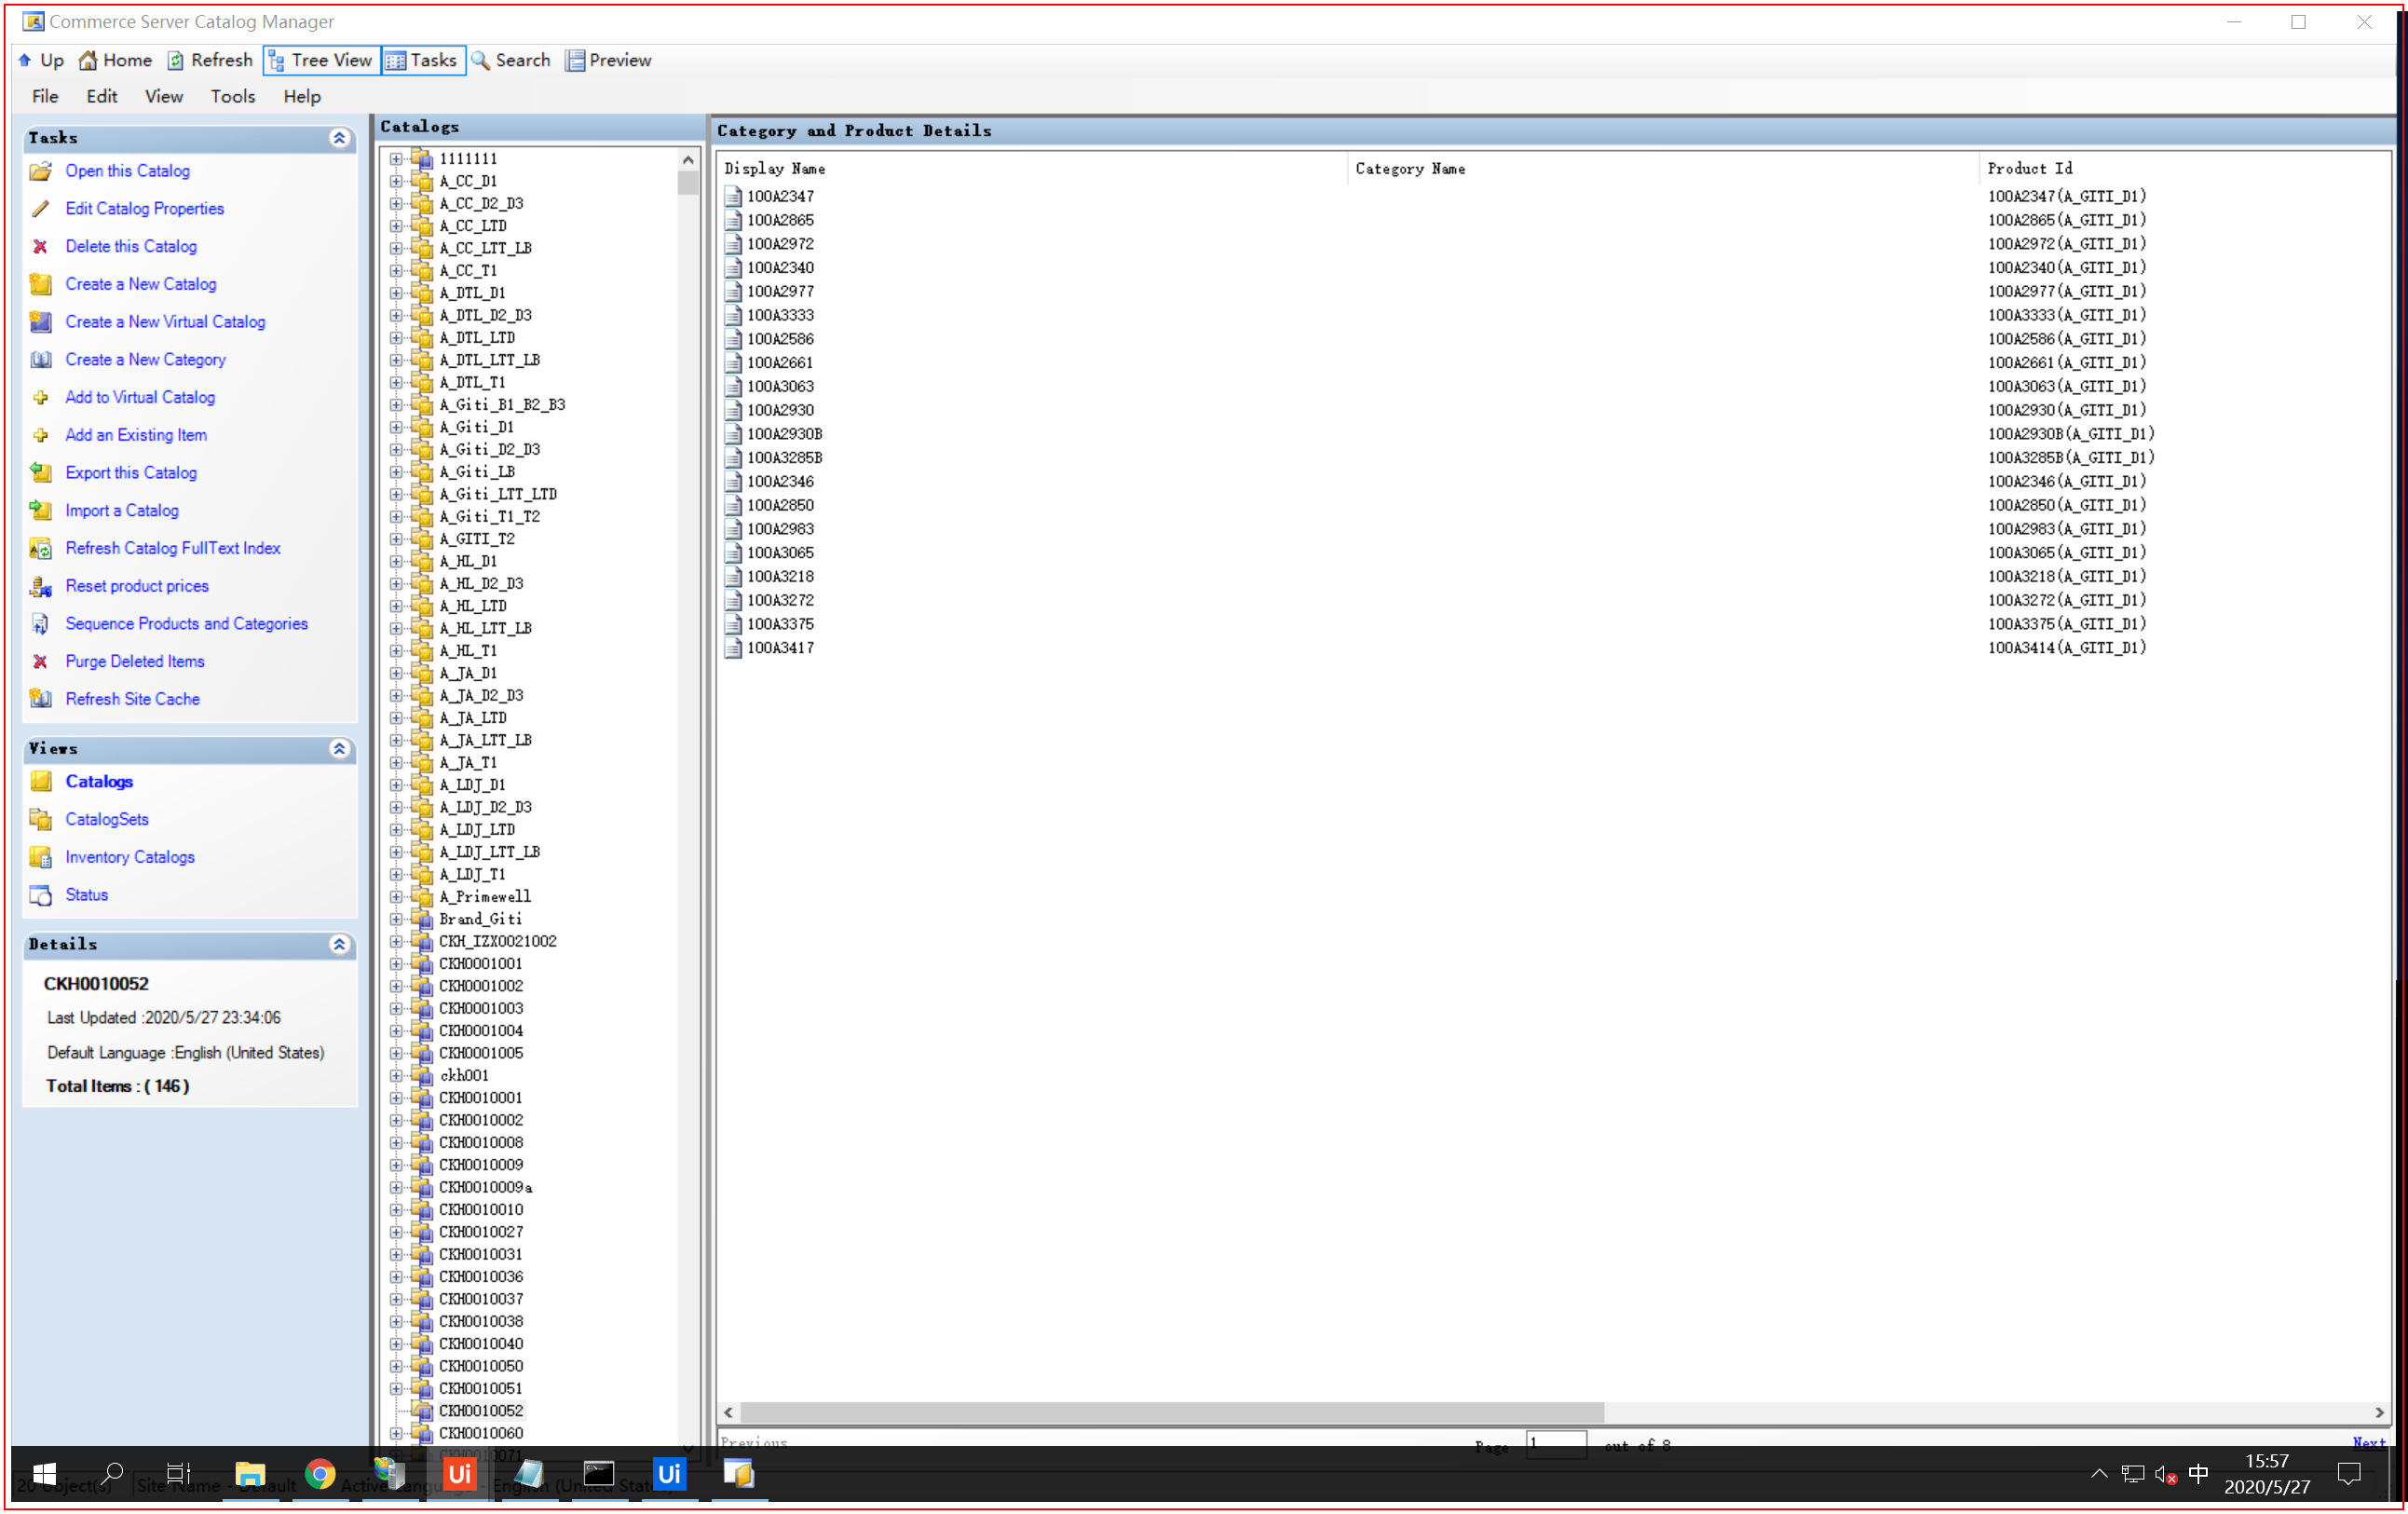 Commerce Server Catalog Manager
Up Home Refresh Tree View Tasks Search Preview
File Edit View Tools Help
Tasks
Open this Catalog
Edit Catalog Properties
Delete this Catalog
Create a New Catalog
Create a New Virtual Catalog
Create a New Category
Add to Virtual Catalog
Add an Existing Item
Export this Catalog
Import a Catalog
Refresh Catalog FullText Index
Reset product prices
Sequence Products and Categories
Purge Deleted Items
Refresh Site Cache
Views
Catalogs
CatalogSets
Inventory Catalogs
Status
Details
CKH0010052
Last Updated :2020/5/27 23:34:06
Default Language :English (United States)
Total Items : ( 146 )
Catalogs
1111111
A_CC_D1
A_CC_D2_D3
A_CC_LTD
A_CC_LTT_LB
A_CC_T1
A_DTL_D1
A_DTL_D2_D3
A_DTL_LTD
A_DTL_LTT_LB
A_DTL_T1
A_Giti_B1_B2_B3
A_Giti_D1
A_Giti_D2_D3
A_Giti_LB
A_Giti_LTT_LTD
A_Giti_T1_T2
A_GITI_T2
A_HL_D1
A_HL_D2_D3
A_HL_LTD
A_HL_LTT_LB
A_HL_T1
A_JA_D1
A_JA_D2_D3
A_JA_LTD
A_JA_LTT_LB
A_JA_T1
A_LDJ_D1
A_LDJ_D2_D3
A_LDJ_LTD
A_LDJ_LTT_LB
A_LDJ_T1
A_Primewell
Brand_Giti
CKH_IZX0021002
CKH0001001
CKH0001002
CKH0001003
CKH0001004
CKH0001005
ckh001
CKH0010001
CKH0010002
CKH0010008
CKH0010009
CKH0010009a
CKH0010010
CKH0010027
CKH0010031
CKH0010036
CKH0010037
CKH0010038
CKH0010040
CKH0010050
CKH0010051
CKH0010052
CKH0010060
CKH0010071
Category and Product Details
Display Name Category Name Product Id
100A2347 100A2347(A_GITI_D1)
100A2865 100A2865(A_GITI_D1)
100A2972 100A2972(A_GITI_D1)
100A2340 100A2340(A_GITI_D1)
100A2977 100A2977(A_GITI_D1)
100A3333 100A3333(A_GITI_D1)
100A2586 100A2586(A_GITI_D1)
100A2661 100A2661(A_GITI_D1)
100A3063 100A3063(A_GITI_D1)
100A2930 100A2930(A_GITI_D1)
100A2930B 100A2930B(A_GITI_D1)
100A3285B 100A3285B(A_GITI_D1)
100A2346 100A2346(A_GITI_D1)
100A2850 100A2850(A_GITI_D1)
100A2983 100A2983(A_GITI_D1)
100A3065 100A3065(A_GITI_D1)
100A3218 100A3218(A_GITI_D1)
100A3272 100A3272(A_GITI_D1)
100A3375 100A3375(A_GITI_D1)
100A3417 100A3414(A_GITI_D1)
Previous Page 1 out of 8 Next
20 Object(s) Site Name - Default Active Language - English (United States)
Ui Ui
中
15:57
2020/5/27